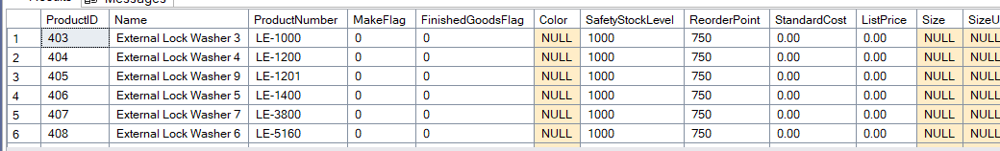 Results Messages
ProductID Name ProductNumber MakeFlag FinishedGoodsFlag Color SafetyStockLevel ReorderPoint StandardCost ListPrice Size SizeU
1 403 External Lock Washer 3 LE-1000 0 0 NULL 1000 750 0.00 0.00 NULL NULL
2 404 External Lock Washer 4 LE-1200 0 0 NULL 1000 750 0.00 0.00 NULL NULL
3 405 External Lock Washer 9 LE-1201 0 0 NULL 1000 750 0.00 0.00 NULL NULL
4 406 External Lock Washer 5 LE-1400 0 0 NULL 1000 750 0.00 0.00 NULL NULL
5 407 External Lock Washer 7 LE-3800 0 0 NULL 1000 750 0.00 0.00 NULL NULL
6 408 External Lock Washer 6 LE-5160 0 0 NULL 1000 750 0.00 0.00 NULL NULL